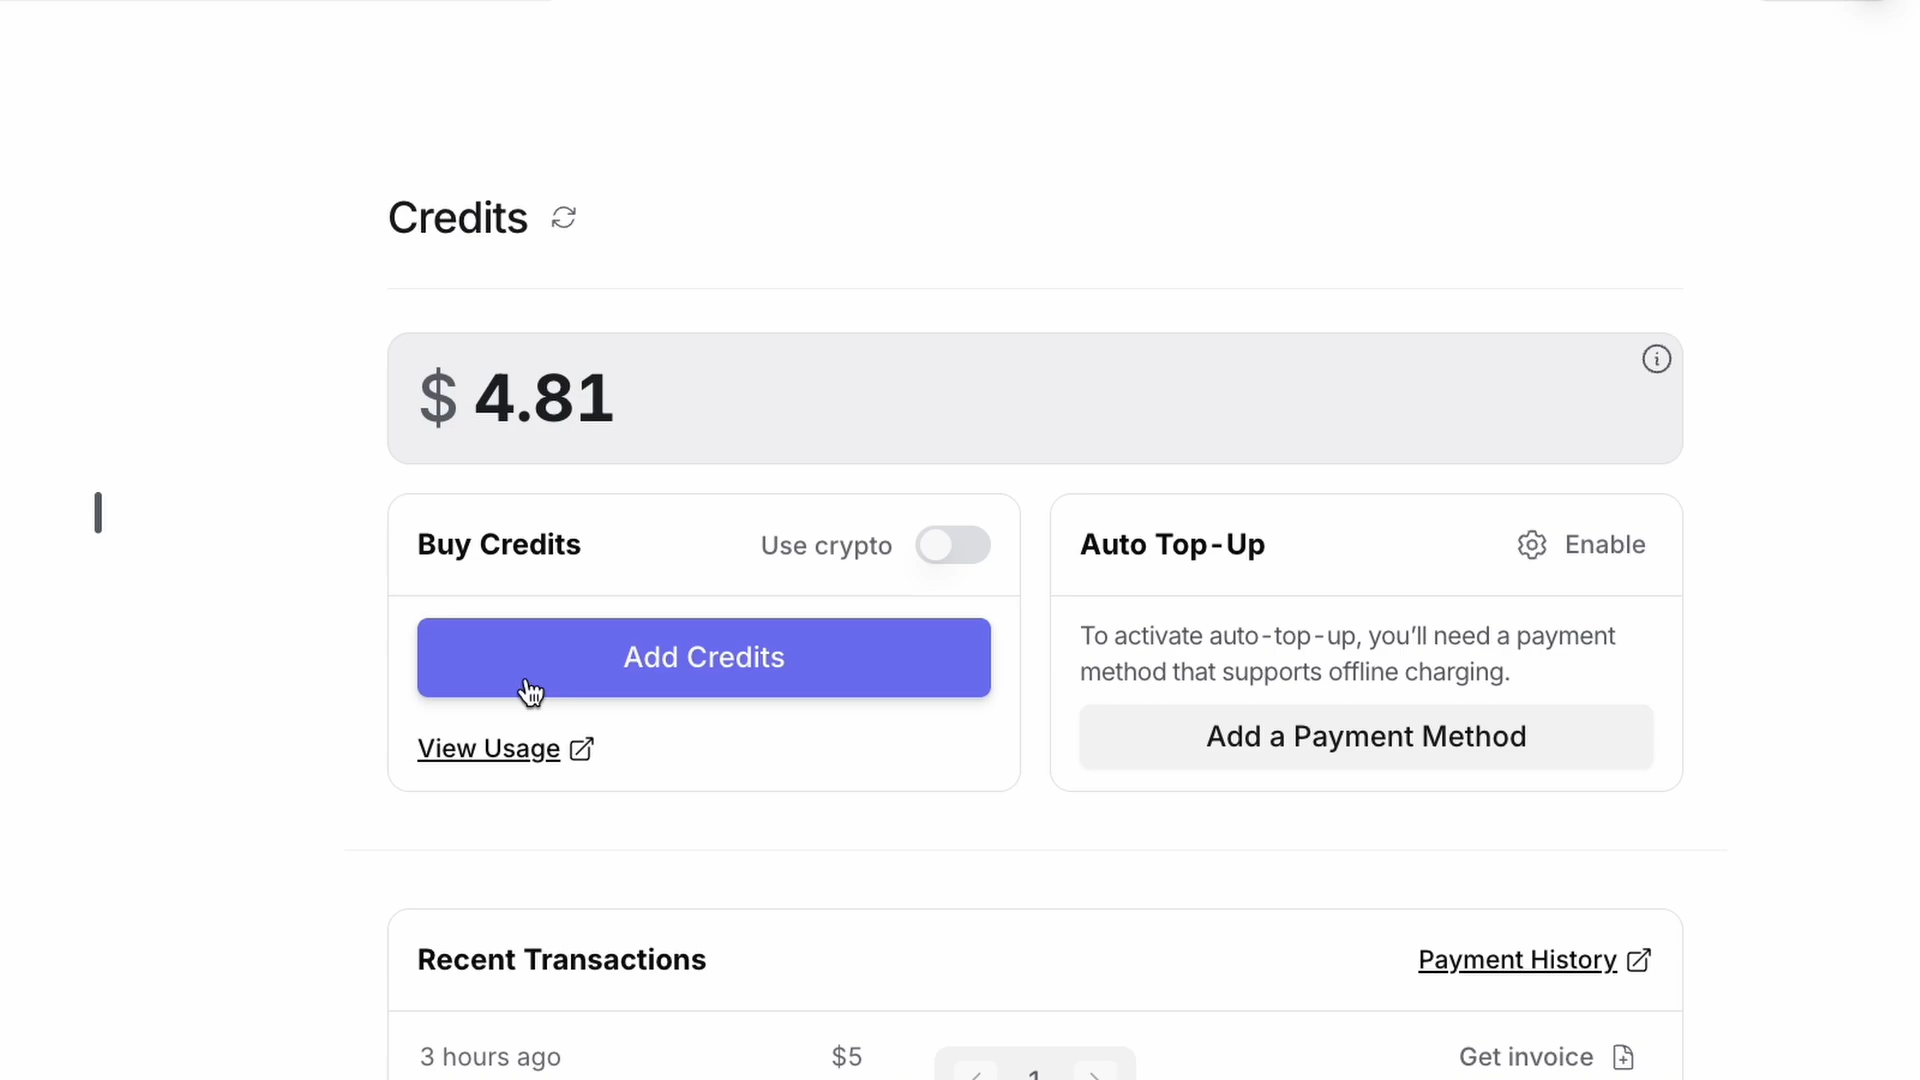 Credits
$ 4.81
Buy Credits
Use crypto
Add Credits
View Usage
Auto Top-Up
Enable
To activate auto-top-up, you’ll need a payment
method that supports offline charging.
Add a Payment Method
Recent Transactions
Payment History
3 hours ago
$5
1
Get invoice